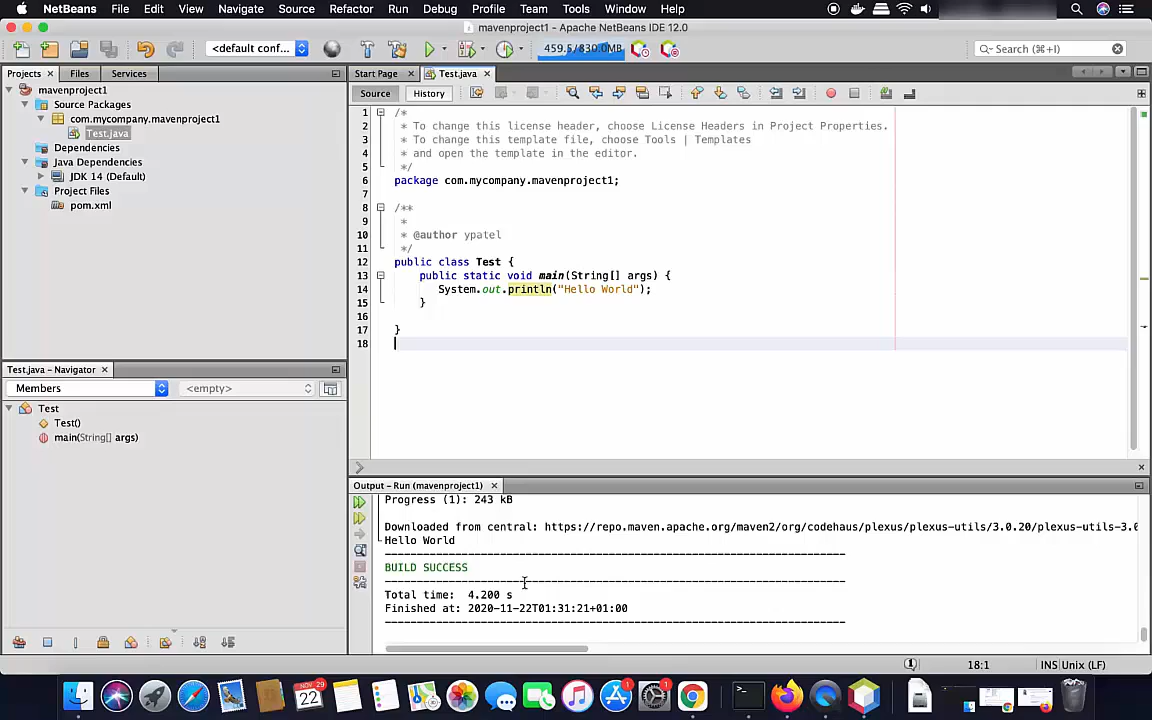 NetBeans File Edit View Navigate Source Refactor Run Debug Profile Team Tools Window Help
mavenproject1 - Apache NetBeans IDE 12.0
<default conf... 459.5/830.0MB Search (⌘+I)
Projects Files Services
mavenproject1
Source Packages
com.mycompany.mavenproject1
Test.java
Dependencies
Java Dependencies
JDK 14 (Default)
Project Files
pom.xml
Test.java - Navigator
Members <empty>
Test
Test()
main(String[] args)
Start Page Test.java
Source History
1 /*
2 * To change this license header, choose License Headers in Project Properties.
3 * To change this template file, choose Tools | Templates
4 * and open the template in the editor.
5 */
6 package com.mycompany.mavenproject1;
7
8 /**
9 *
10 * @author ypatel
11 */
12 public class Test {
13 public static void main(String[] args) {
14 System.out.println("Hello World");
15 }
16
17 }
18
Output - Run (mavenproject1)
Progress (1): 243 kB
Downloaded from central: https://repo.maven.apache.org/maven2/org/codehaus/plexus/plexus-utils/3.0.20/plexus-utils-3.0
Hello World
------------------------------------------------------------------------
BUILD SUCCESS
------------------------------------------------------------------------
Total time: 4.200 s
Finished at: 2020-11-22T01:31:21+01:00
------------------------------------------------------------------------
18:1 INS Unix (LF)
NOV 29
22
1
1